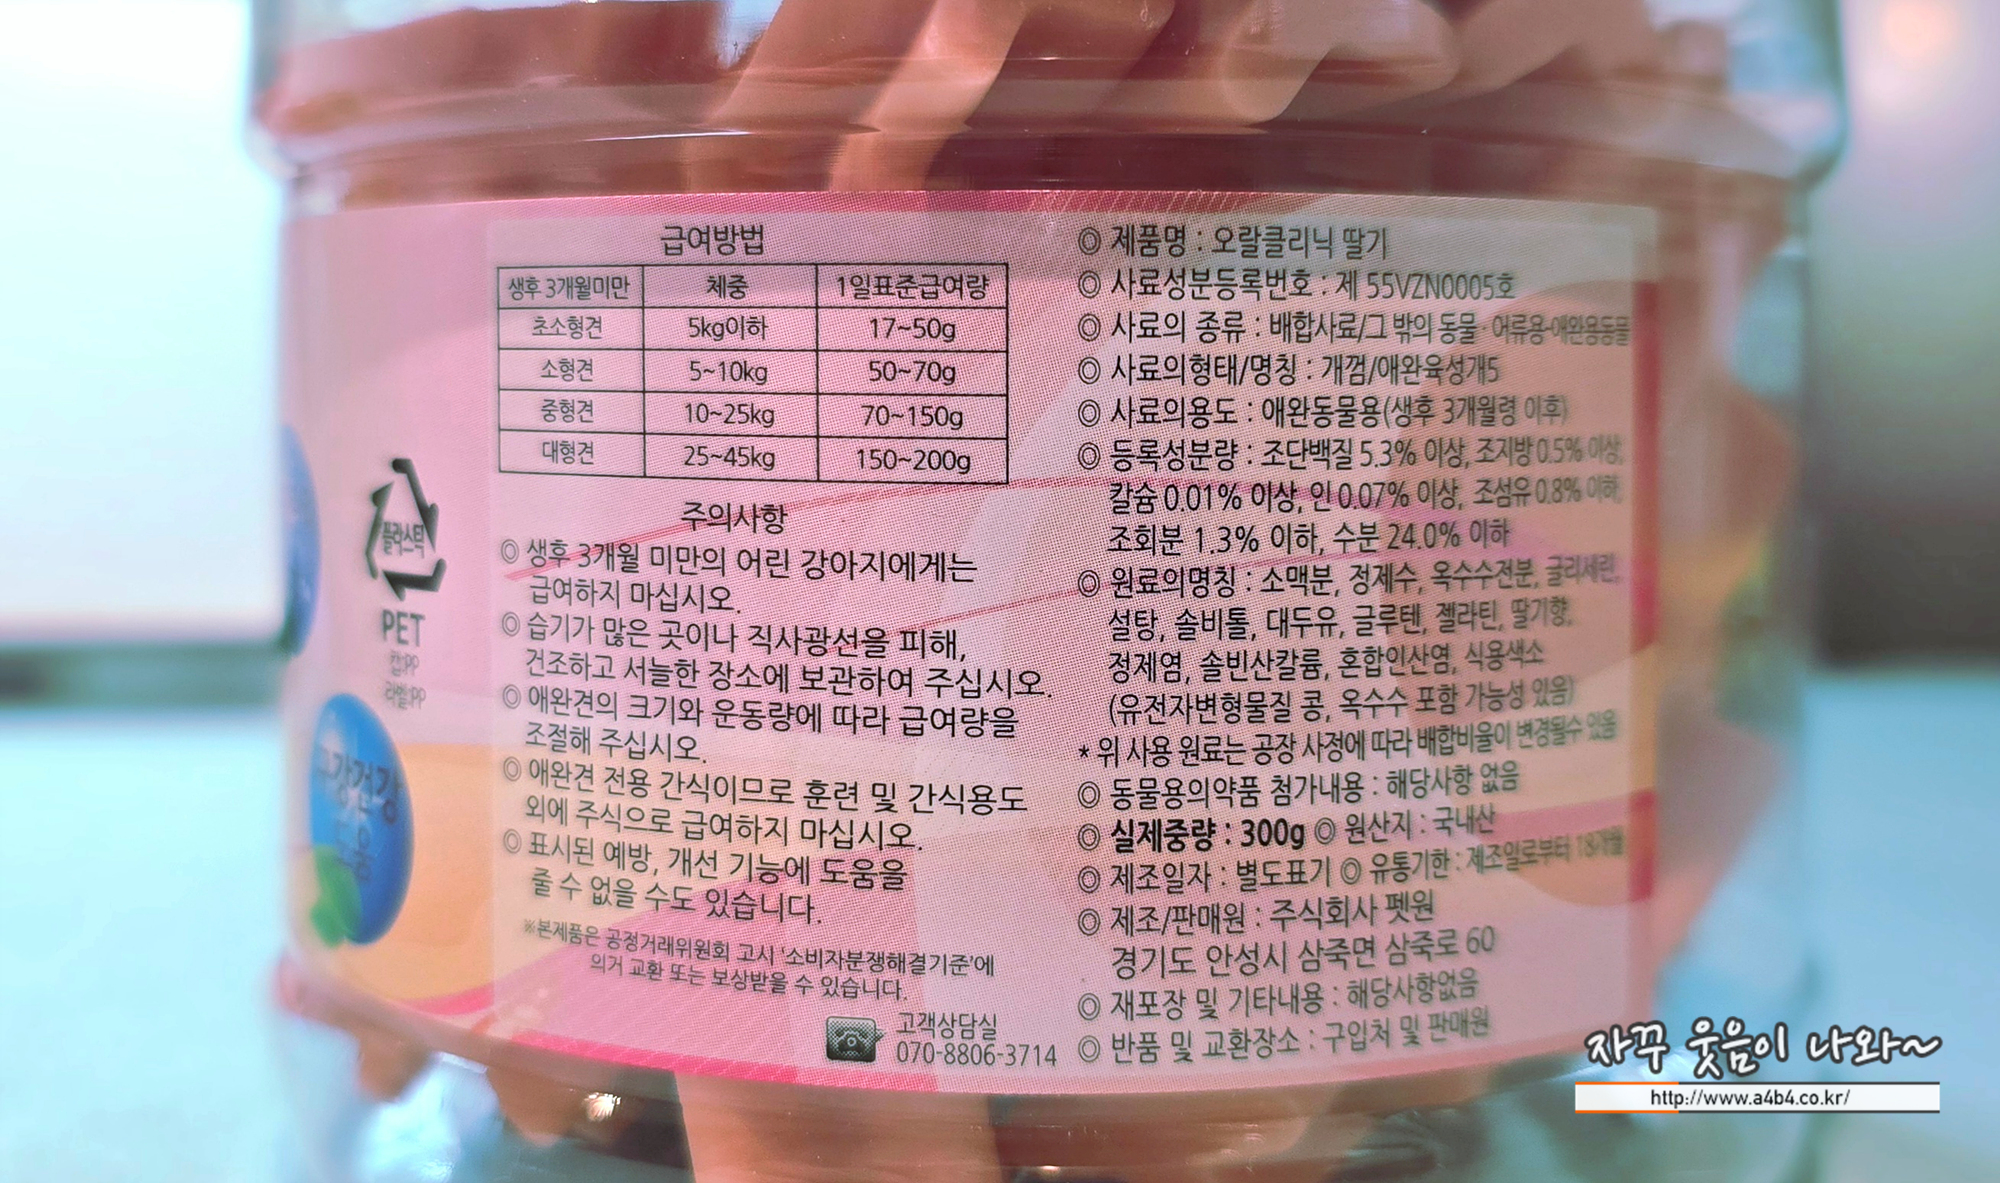 급여방법
생후 3개월미만 체중 1일표준급여량
초소형견 5kg이하 17~50g
소형견 5~10kg 50~70g
중형견 10~25kg 70~150g
대형견 25~45kg 150~200g
주의사항
◎ 생후 3개월 미만의 어린 강아지에게는
급여하지 마십시오.
◎ 습기가 많은 곳이나 직사광선을 피해,
건조하고 서늘한 장소에 보관하여 주십시오.
◎ 애완견의 크기와 운동량에 따라 급여량을
조절해 주십시오.
◎ 애완견 전용 간식이므로 훈련 및 간식용도
외에 주식으로 급여하지 마십시오.
◎ 표시된 예방, 개선 기능에 도움을
줄 수 없을 수도 있습니다.
※본제품은 공정거래위원회 고시 '소비자분쟁해결기준'에
의거 교환 또는 보상받을 수 있습니다.
고객상담실
070-8806-3714
◎ 제품명 : 오랄클리닉 딸기
◎ 사료성분등록번호 : 제 55VZN0005호
◎ 사료의 종류 : 배합사료/그 밖의 동물·어류용-애완용동물
◎ 사료의형태/명칭 : 개껌/애완육성개5
◎ 사료의용도 : 애완동물용(생후 3개월령 이후)
◎ 등록성분량 : 조단백질 5.3% 이상, 조지방 0.5% 이상,
칼슘 0.01% 이상, 인 0.07% 이상, 조섬유 0.8% 이하,
조회분 1.3% 이하, 수분 24.0% 이하
◎ 원료의명칭 : 소맥분, 정제수, 옥수수전분, 글리세린,
설탕, 솔비톨, 대두유, 글루텐, 젤라틴, 딸기향,
정제염, 솔빈산칼륨, 혼합인산염, 식용색소
(유전자변형물질 콩, 옥수수 포함 가능성 있음)
* 위 사용 원료는 공장 사정에 따라 배합비율이 변경될수 있음
◎ 동물용의약품 첨가내용 : 해당사항 없음
◎ 실제중량 : 300g ◎ 원산지 : 국내산
◎ 제조일자 : 별도표기 ◎ 유통기한 : 제조일로부터 18개월
◎ 제조/판매원 : 주식회사 펫원
경기도 안성시 삼죽면 삼죽로 60
◎ 재포장 및 기타내용 : 해당사항없음
◎ 반품 및 교환장소 : 구입처 및 판매원
플라스틱
PET
캡:PP
라벨:PP
구강건강
도움
자꾸 웃음이 나와~
http://www.a4b4.co.kr/